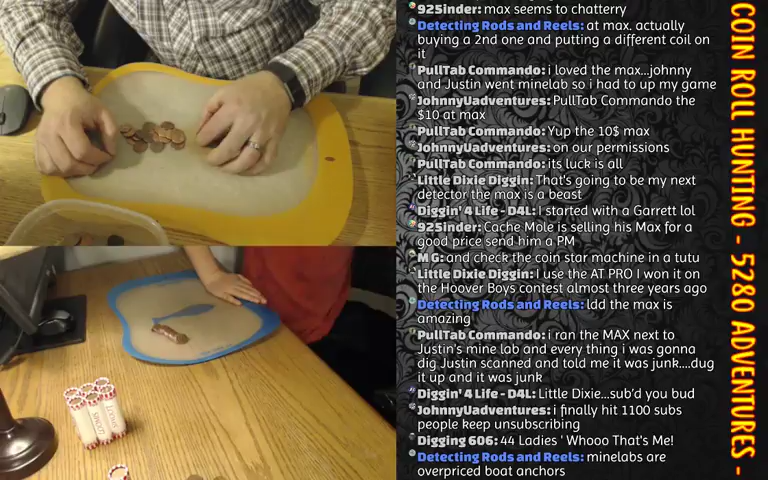 925inder: max seems to chatterry
Detecting Rods and Reels: at max. actually
buying a 2nd one and putting a different coil on
it
PullTab Commando: i loved the max...johnny
and Justin went minelab so i had to up my game
JohnnyUadventures: PullTab Commando the
$10 at max
PullTab Commando: Yup the 10$ max
JohnnyUadventures: on our permissions
PullTab Commando: its luck is all
Little Dixie Diggin: That's going to be my next
detector the max is a beast
Diggin' 4 Life - D4L: I started with a Garrett lol
925inder: Cache Mole is selling his Max for a
good price send him a PM
M G: and check the coin star machine in a tutu
Little Dixie Diggin: I use the AT PRO I won it on
the Hoover Boys contest almost three years ago
Detecting Rods and Reels: ldd the max is
amazing
PullTab Commando: i ran the MAX next to
Justin's mine lab and every thing i was gonna
dig Justin scanned and told me it was junk....dug
it up and it was junk
Diggin' 4 Life - D4L: Little Dixie...sub'd you bud
JohnnyUadventures: i finally hit 1100 subs
people keep unsubscribing
Digging 606: 44 Ladies ' Whooo That's Me!
Detecting Rods and Reels: minelabs are
overpriced boat anchors
COIN ROLL HUNTING - 5280 ADVENTURES -